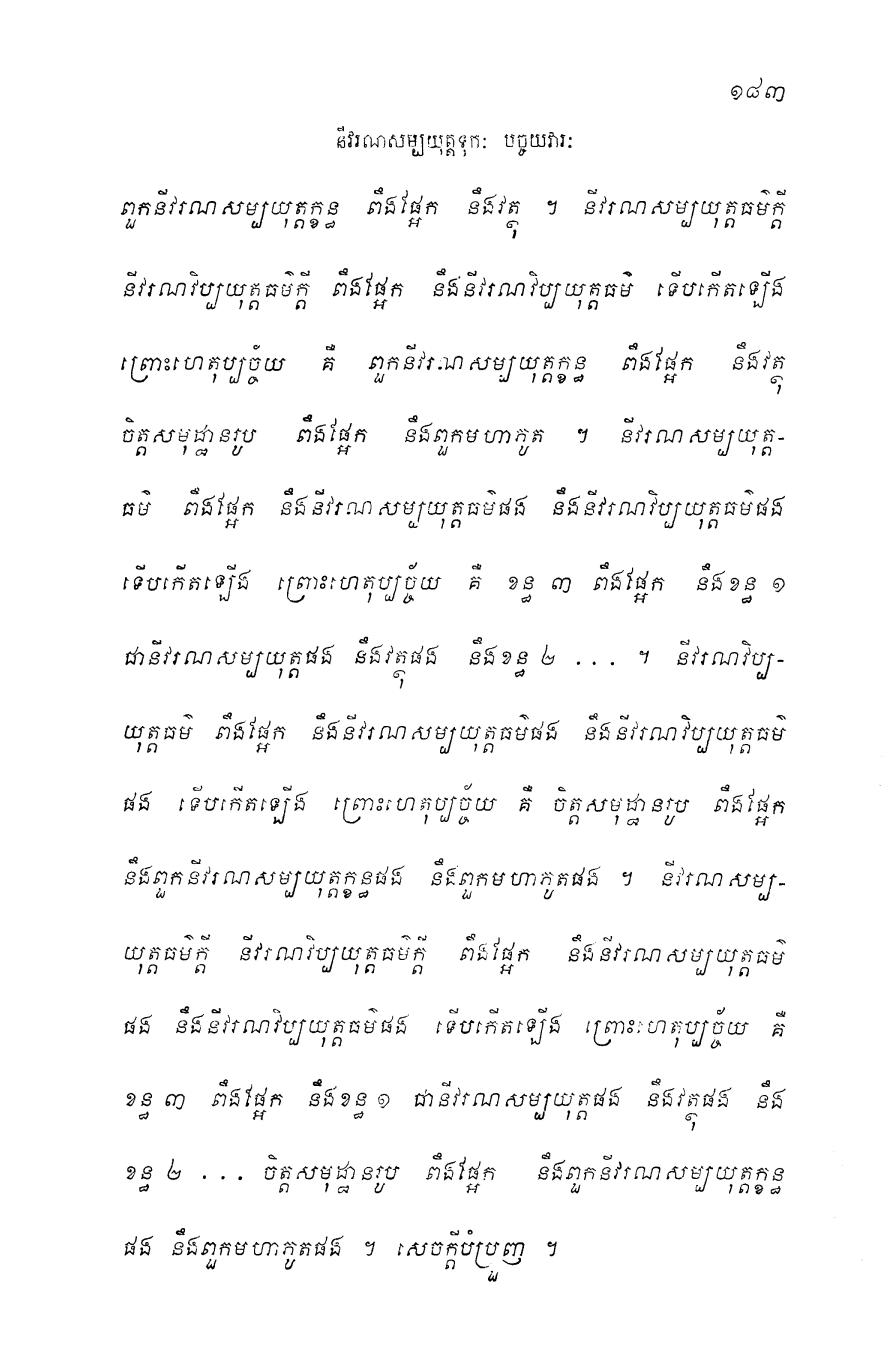 ១៨៣
នីវរណសម្បយុត្តទុកៈ បច្ចយវារៈ
ពួកនីវរណសម្បយុត្តក្ខន្ធ ពឹងផ្អែក នឹងវត្ថុ ។ នីវរណសម្បយុត្តធម៌ក្តី
នីវរណវិប្បយុត្តធម៌ក្តី ពឹងផ្អែក នឹងនីវរណវិប្បយុត្តធម៌ ទើបកើតឡើង
ព្រោះហេតុប្បច្ច័យ គឺ ពួកនីវរណសម្បយុត្តក្ខន្ធ ពឹងផ្អែក នឹងវត្ថុ
ចិត្តសមុដ្ឋានរូប ពឹងផ្អែក នឹងពួកមហាភូត ។ នីវរណសម្បយុត្ត-
ធម៌ ពឹងផ្អែក នឹងនីវរណសម្បយុត្តធម៌ផង នឹងនីវរណវិប្បយុត្តធម៌ផង
ទើបកើតឡើង ព្រោះហេតុប្បច្ច័យ គឺ ខន្ធ ៣ ពឹងផ្អែក នឹងខន្ធ ១
ជានីវរណសម្បយុត្តផង នឹងវត្ថុផង នឹងខន្ធ ២ ... ។ នីវរណវិប្ប-
យុត្តធម៌ ពឹងផ្អែក នឹងនីវរណសម្បយុត្តធម៌ផង នឹងនីវរណវិប្បយុត្តធម៌
ផង ទើបកើតឡើង ព្រោះហេតុប្បច្ច័យ គឺ ចិត្តសមុដ្ឋានរូប ពឹងផ្អែក
នឹងពួកនីវរណសម្បយុត្តក្ខន្ធផង នឹងពួកមហាភូតផង ។ នីវរណសម្ប-
យុត្តធម៌ក្តី នីវរណវិប្បយុត្តធម៌ក្តី ពឹងផ្អែក នឹងនីវរណសម្បយុត្តធម៌
ផង នឹងនីវរណវិប្បយុត្តធម៌ផង ទើបកើតឡើង ព្រោះហេតុប្បច្ច័យ គឺ
ខន្ធ ៣ ពឹងផ្អែក នឹងខន្ធ ១ ជានីវរណសម្បយុត្តផង នឹងវត្ថុផង នឹង
ខន្ធ ២ ... ចិត្តសមុដ្ឋានរូប ពឹងផ្អែក នឹងពួកនីវរណសម្បយុត្តក្ខន្ធ
ផង នឹងពួកមហាភូតផង ។ សេចក្តីបំប្រួញ ។